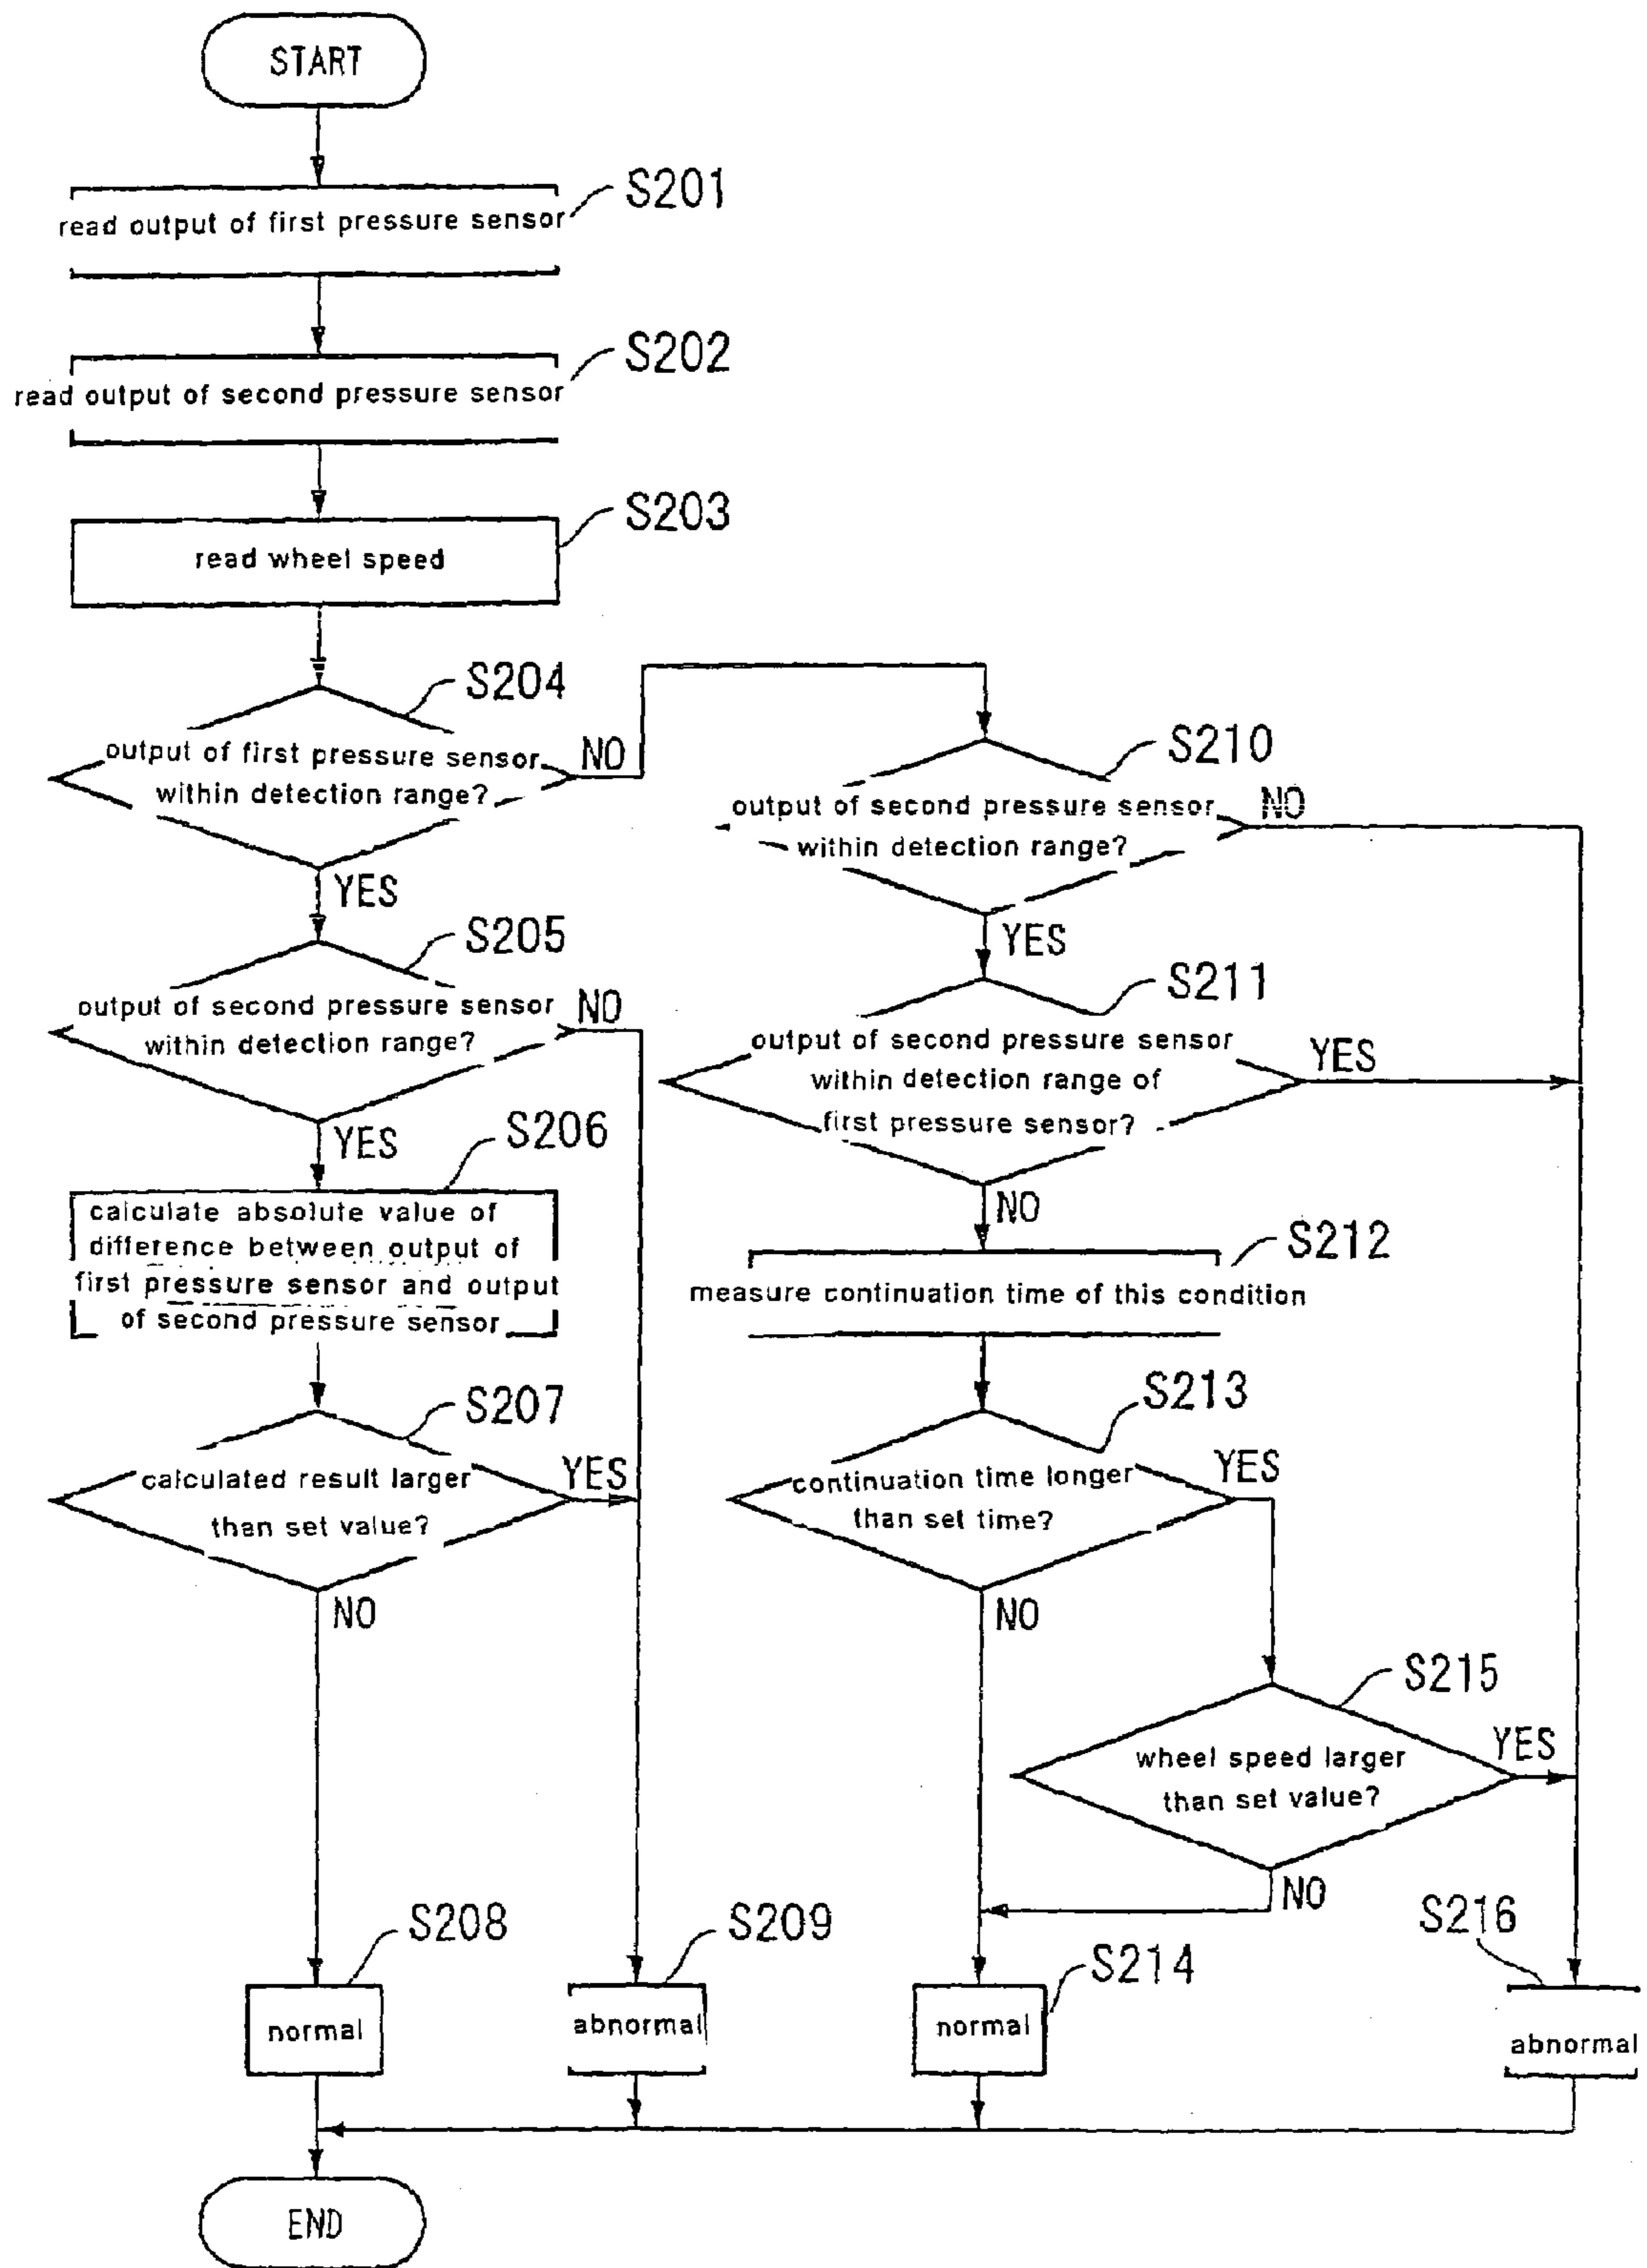 START
S201
read output of first pressure sensor
S202
read output of second pressure sensor
S203
read wheel speed
S204
output of first pressure sensor
within detection range?
NO
YES
S205
output of second pressure sensor
within detection range?
NO
YES
S206
calculate absolute value of
difference between output of
first pressure sensor and output
of second pressure sensor
S207
calculated result larger
than set value?
YES
NO
S208
normal
S209
abnormal
S210
output of second pressure sensor
within detection range?
NO
YES
S211
output of second pressure sensor
within detection range of
first pressure sensor?
YES
NO
S212
measure continuation time of this condition
S213
continuation time longer
than set time?
YES
NO
S215
wheel speed larger
than set value?
YES
NO
S214
normal
S216
abnormal
END